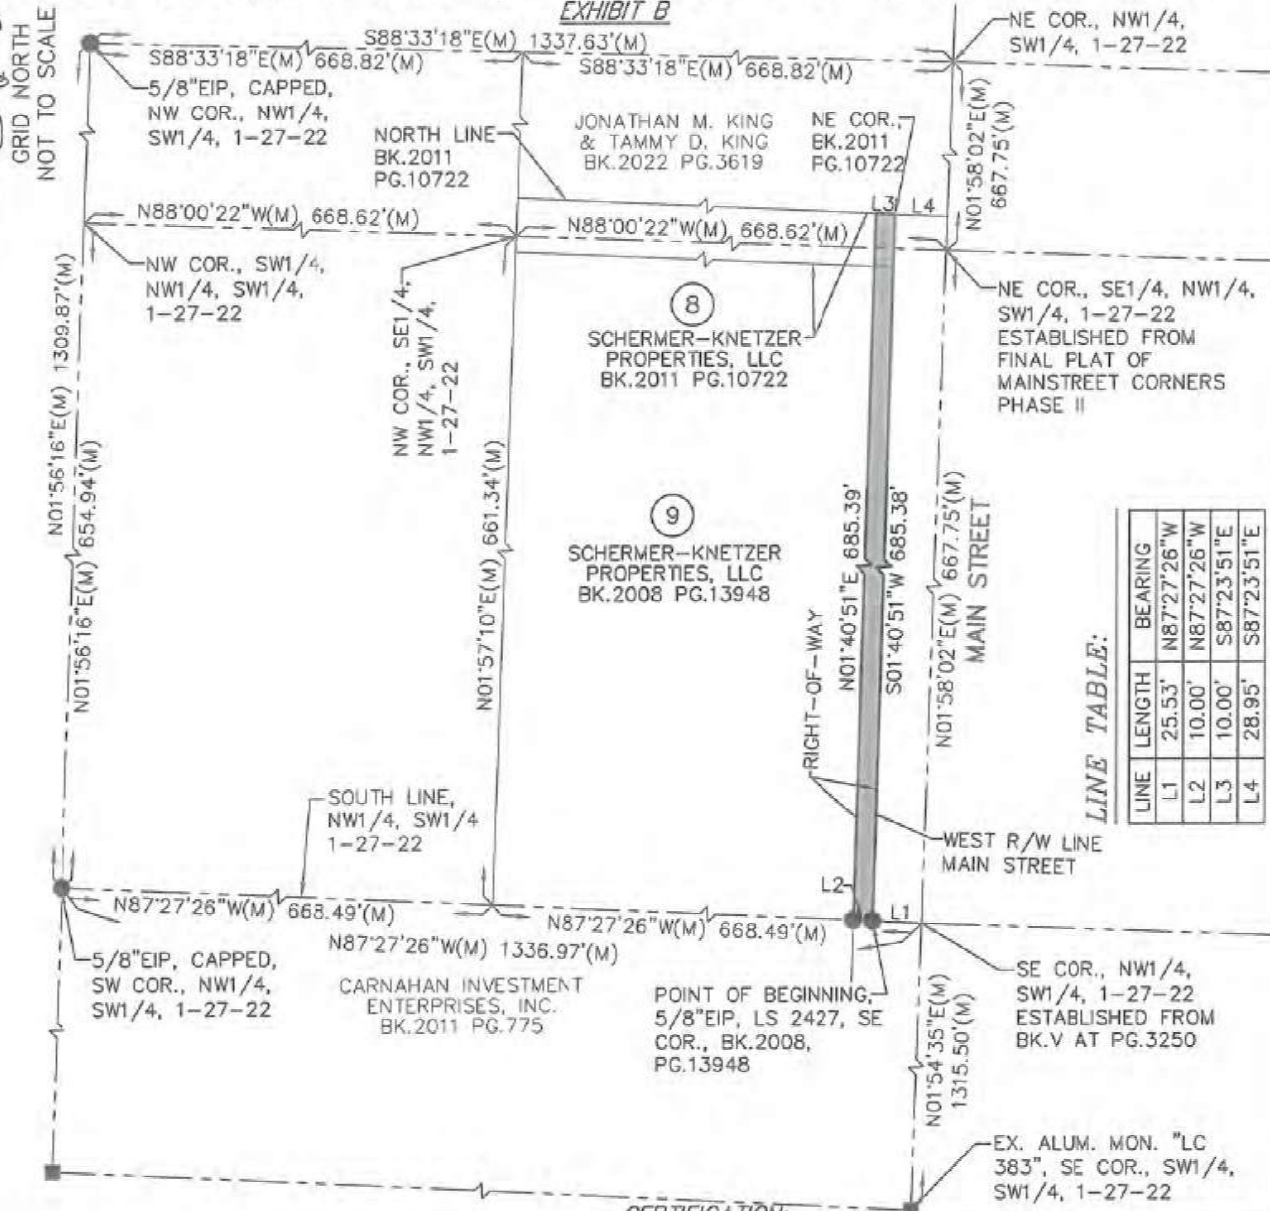 EXHIBIT B
GRID NORTH
NOT TO SCALE
S88°33'18"E(M) 1337.63'(M)
S88°33'18"E(M) 668.82'(M)
S88°33'18"E(M) 668.82'(M)
NE COR., NW1/4,
SW1/4, 1-27-22
5/8"EIP, CAPPED,
NW COR., NW1/4,
SW1/4, 1-27-22
NORTH LINE
BK.2011
PG.10722
JONATHAN M. KING
& TAMMY D. KING
BK.2022 PG.3619
NE COR.,
BK.2011
PG.10722
N01°58'02"E(M)
667.75'(M)
L3
L4
N88°00'22"W(M) 668.62'(M)
N88°00'22"W(M) 668.62'(M)
NW COR., SW1/4,
NW1/4, SW1/4,
1-27-22
NW COR., SE1/4,
NW1/4, SW1/4,
1-27-22
8
SCHERMER-KNETZER
PROPERTIES, LLC
BK.2011 PG.10722
NE COR., SE1/4, NW1/4,
SW1/4, 1-27-22
ESTABLISHED FROM
FINAL PLAT OF
MAINSTREET CORNERS
PHASE II
N01°56'16"E(M) 1309.87'(M)
N01°56'16"E(M) 654.94'(M)
N01°57'10"E(M) 661.34'(M)
9
SCHERMER-KNETZER
PROPERTIES, LLC
BK.2008 PG.13948
N01°40'51"E 685.39'
S01°40'51"W 685.38'
N01°58'02"E(M) 667.75'(M)
MAIN STREET
RIGHT-OF-WAY
LINE TABLE:
LINE LENGTH BEARING
L1 25.53' N87°27'26"W
L2 10.00' N87°27'26"W
L3 10.00' S87°23'51"E
L4 28.95' S87°23'51"E
SOUTH LINE,
NW1/4, SW1/4
1-27-22
WEST R/W LINE
MAIN STREET
L2
L1
N87°27'26"W(M) 668.49'(M)
N87°27'26"W(M) 668.49'(M)
N87°27'26"W(M) 1336.97'(M)
5/8"EIP, CAPPED,
SW COR., NW1/4,
SW1/4, 1-27-22
CARNAHAN INVESTMENT
ENTERPRISES, INC.
BK.2011 PG.775
POINT OF BEGINNING,
5/8"EIP, LS 2427, SE
COR., BK.2008,
PG.13948
SE COR., NW1/4,
SW1/4, 1-27-22
ESTABLISHED FROM
BK.V AT PG.3250
N01°54'35"E(M)
1315.50'(M)
EX. ALUM. MON. "LC
383", SE COR., SW1/4,
SW1/4, 1-27-22
CERTIFICATION: